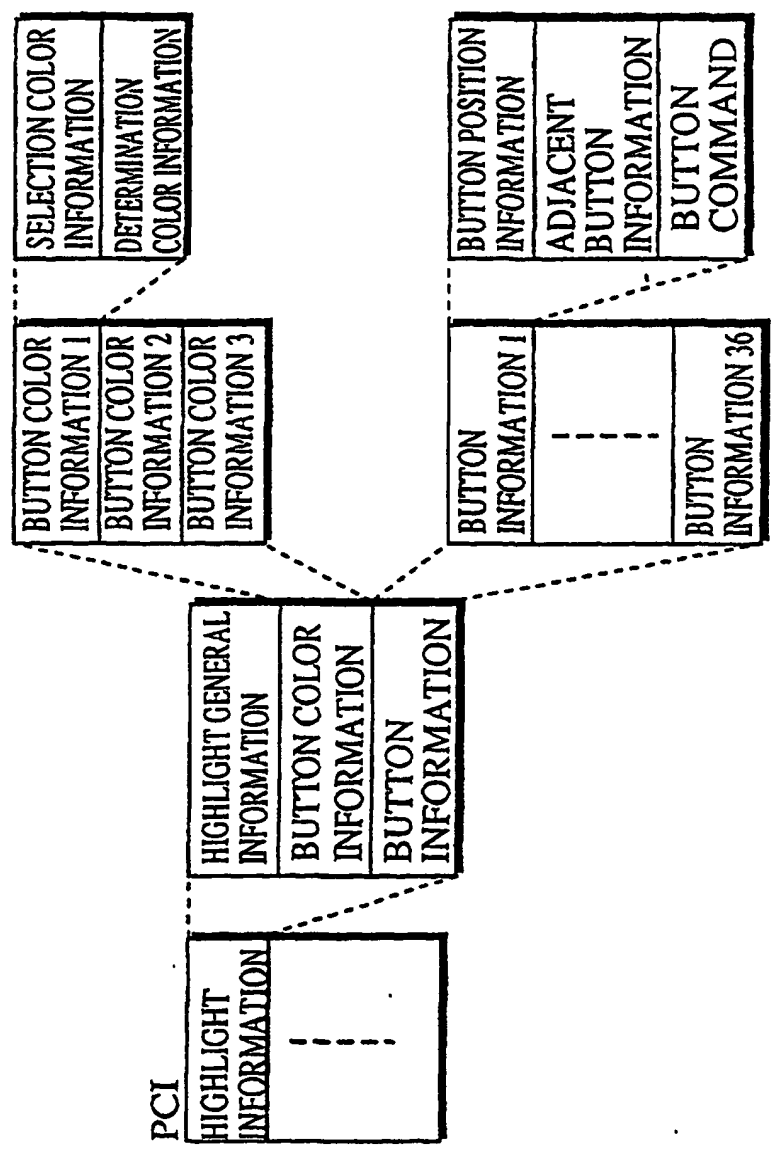 PCI
HIGHLIGHT
INFORMATION
HIGHLIGHT GENERAL
INFORMATION
BUTTON COLOR
INFORMATION
BUTTON
INFORMATION
BUTTON COLOR
INFORMATION 1
BUTTON COLOR
INFORMATION 2
BUTTON COLOR
INFORMATION 3
BUTTON
INFORMATION 1
BUTTON
INFORMATION 36
SELECTION COLOR
INFORMATION
DETERMINATION
COLOR INFORMATION
BUTTON POSITION
INFORMATION
ADJACENT
BUTTON
INFORMATION
BUTTON
COMMAND